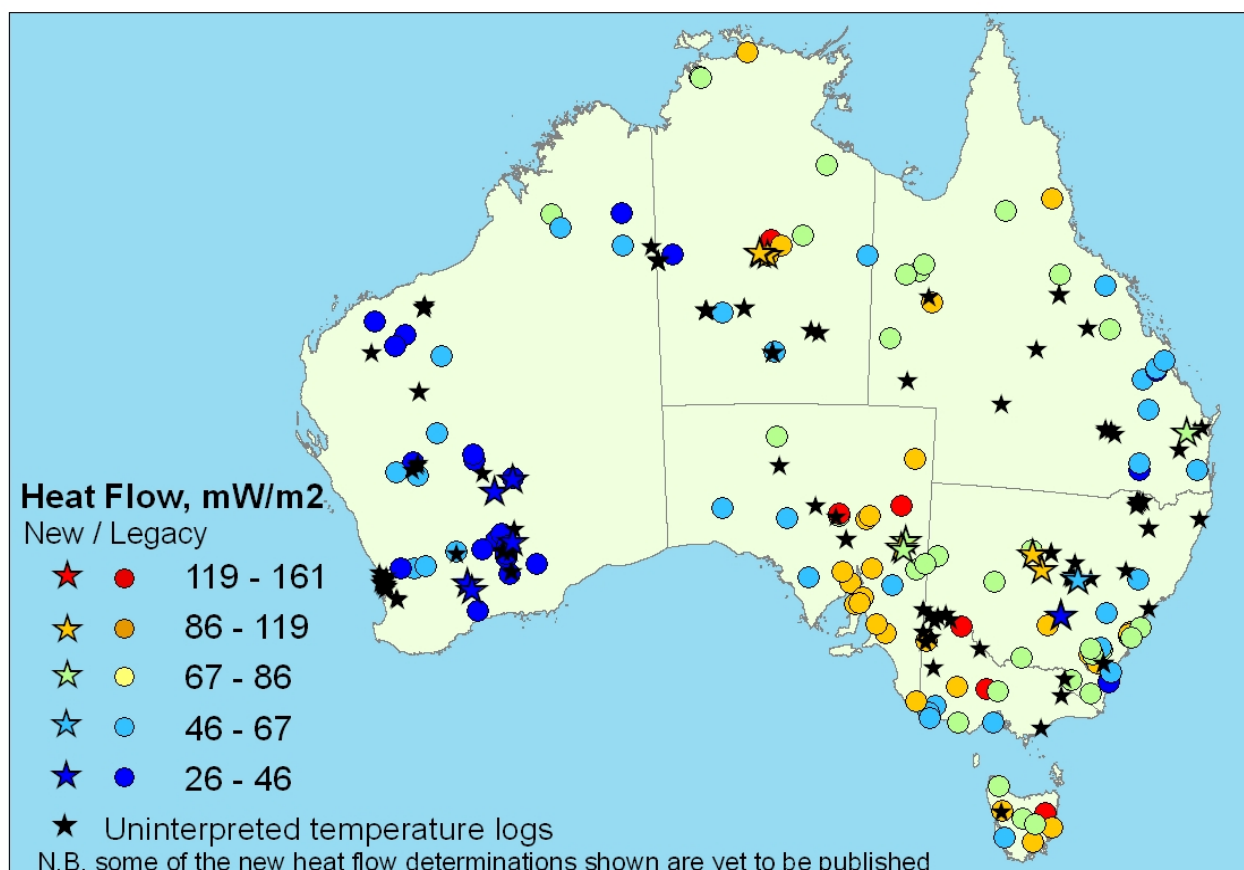 Heat Flow, mW/m2
New / Legacy
119 - 161
86 - 119
67 - 86
46 - 67
26 - 46
Uninterpreted temperature logs
N.B. some of the new heat flow determinations shown are yet to be published